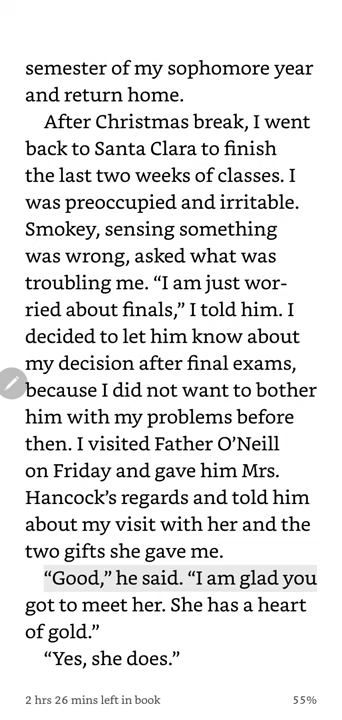 semester of my sophomore year
and return home.
After Christmas break, I went
back to Santa Clara to finish
the last two weeks of classes. I
was preoccupied and irritable.
Smokey, sensing something
was wrong, asked what was
troubling me. “I am just wor-
ried about finals,” I told him. I
decided to let him know about
my decision after final exams,
because I did not want to bother
him with my problems before
then. I visited Father O’Neill
on Friday and gave him Mrs.
Hancock’s regards and told him
about my visit with her and the
two gifts she gave me.
“Good,” he said. “I am glad you
got to meet her. She has a heart
of gold.”
“Yes, she does.”
2 hrs 26 mins left in book 55%